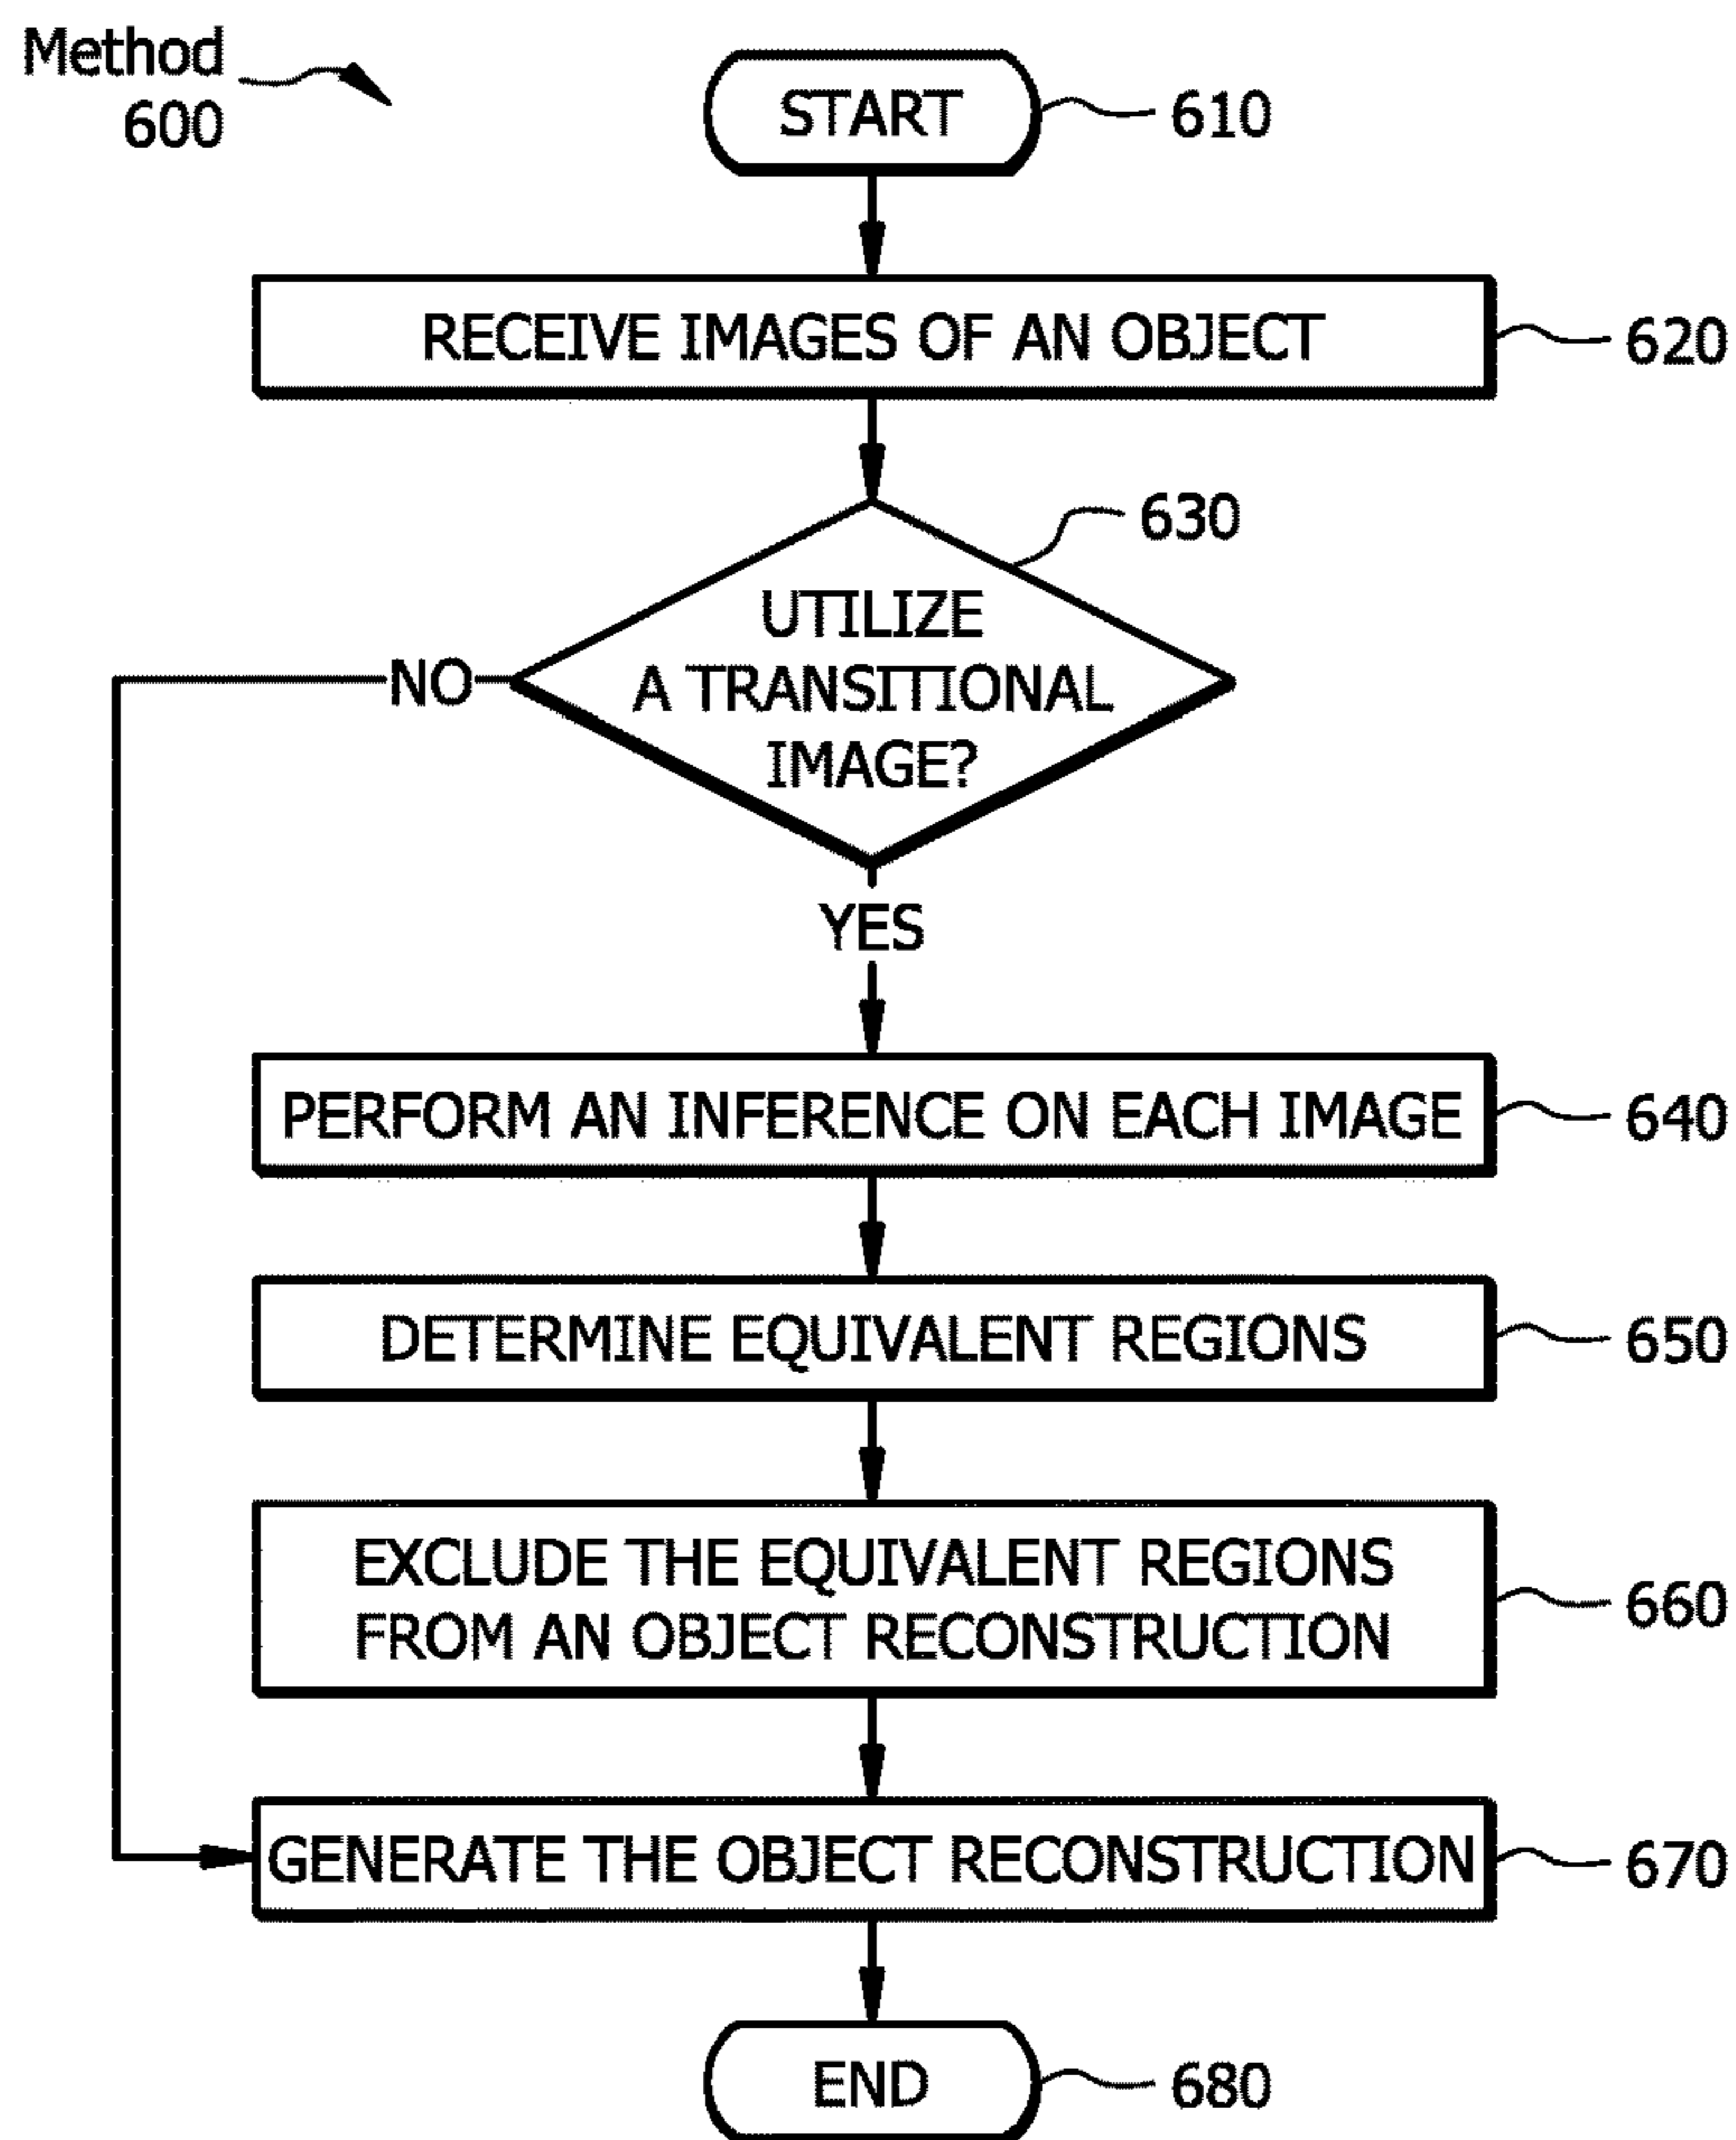 Method
600
START
610
RECEIVE IMAGES OF AN OBJECT
620
630
UTILIZE
A TRANSITIONAL
IMAGE?
NO
YES
PERFORM AN INFERENCE ON EACH IMAGE
640
DETERMINE EQUIVALENT REGIONS
650
EXCLUDE THE EQUIVALENT REGIONS
FROM AN OBJECT RECONSTRUCTION
660
GENERATE THE OBJECT RECONSTRUCTION
670
END
680